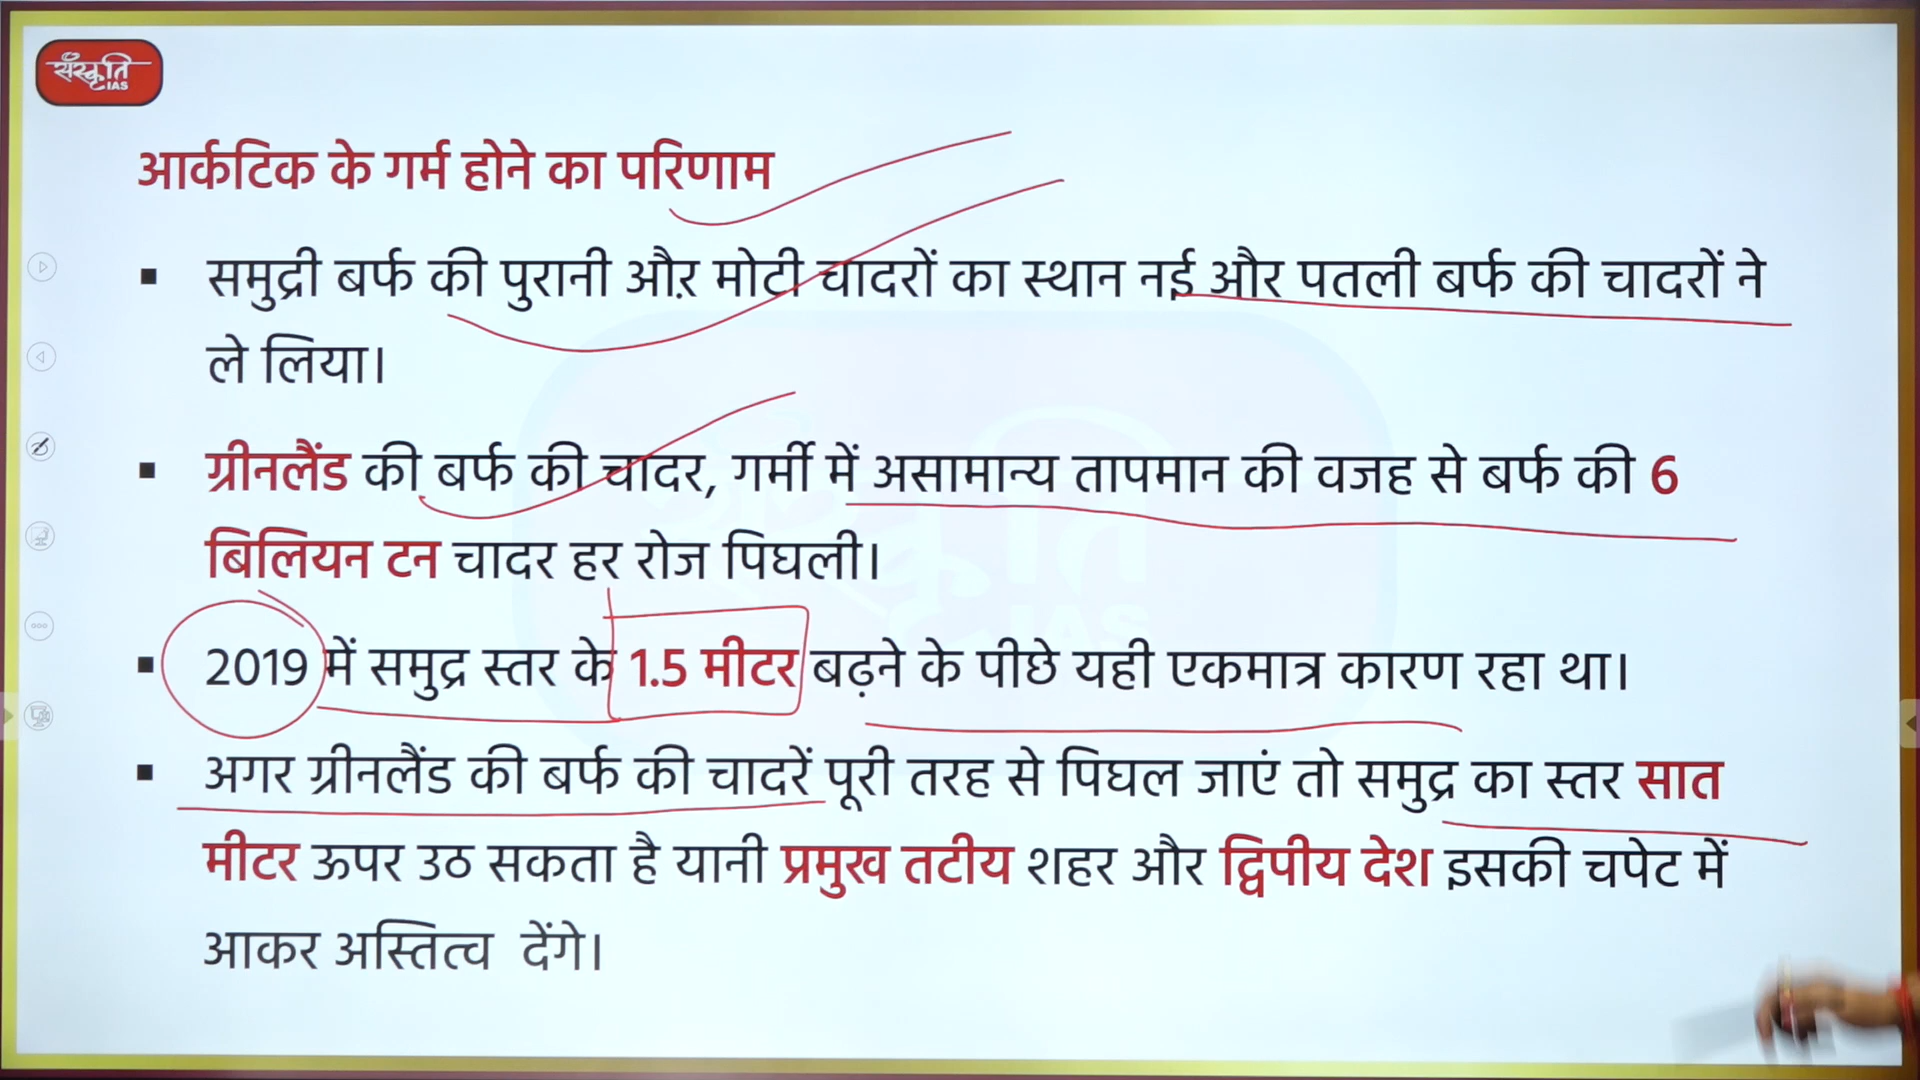 संस्कृति
IAS
आर्कटिक के गर्म होने का परिणाम
समुद्री बर्फ की पुरानी औऱ मोटी चादरों का स्थान नई और पतली बर्फ की चादरों ने
ले लिया।
ग्रीनलैंड की बर्फ की चादर, गर्मी में असामान्य तापमान की वजह से बर्फ की 6
बिलियन टन चादर हर रोज पिघली।
2019 में समुद्र स्तर के 1.5 मीटर बढ़ने के पीछे यही एकमात्र कारण रहा था।
अगर ग्रीनलैंड की बर्फ की चादरें पूरी तरह से पिघल जाएं तो समुद्र का स्तर सात
मीटर ऊपर उठ सकता है यानी प्रमुख तटीय शहर और द्विपीय देश इसकी चपेट में
आकर अस्तित्व देंगे।